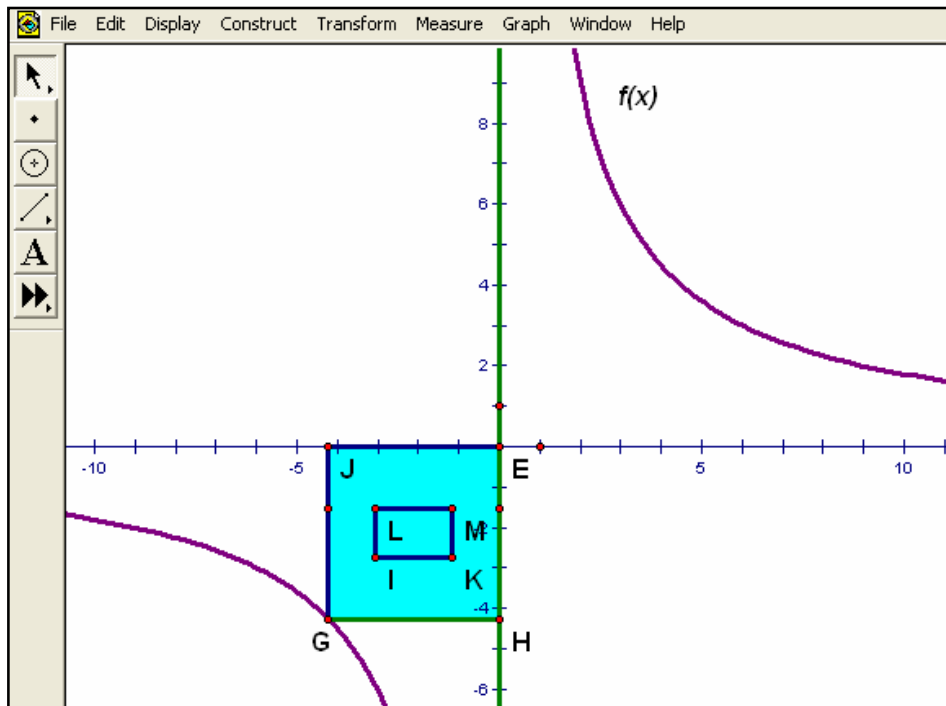 File Edit Display Construct Transform Measure Graph Window Help
A
f(x)
8
6
4
2
-10 -5 5 10
J E
L M
-2
I K
-4
G H
-6